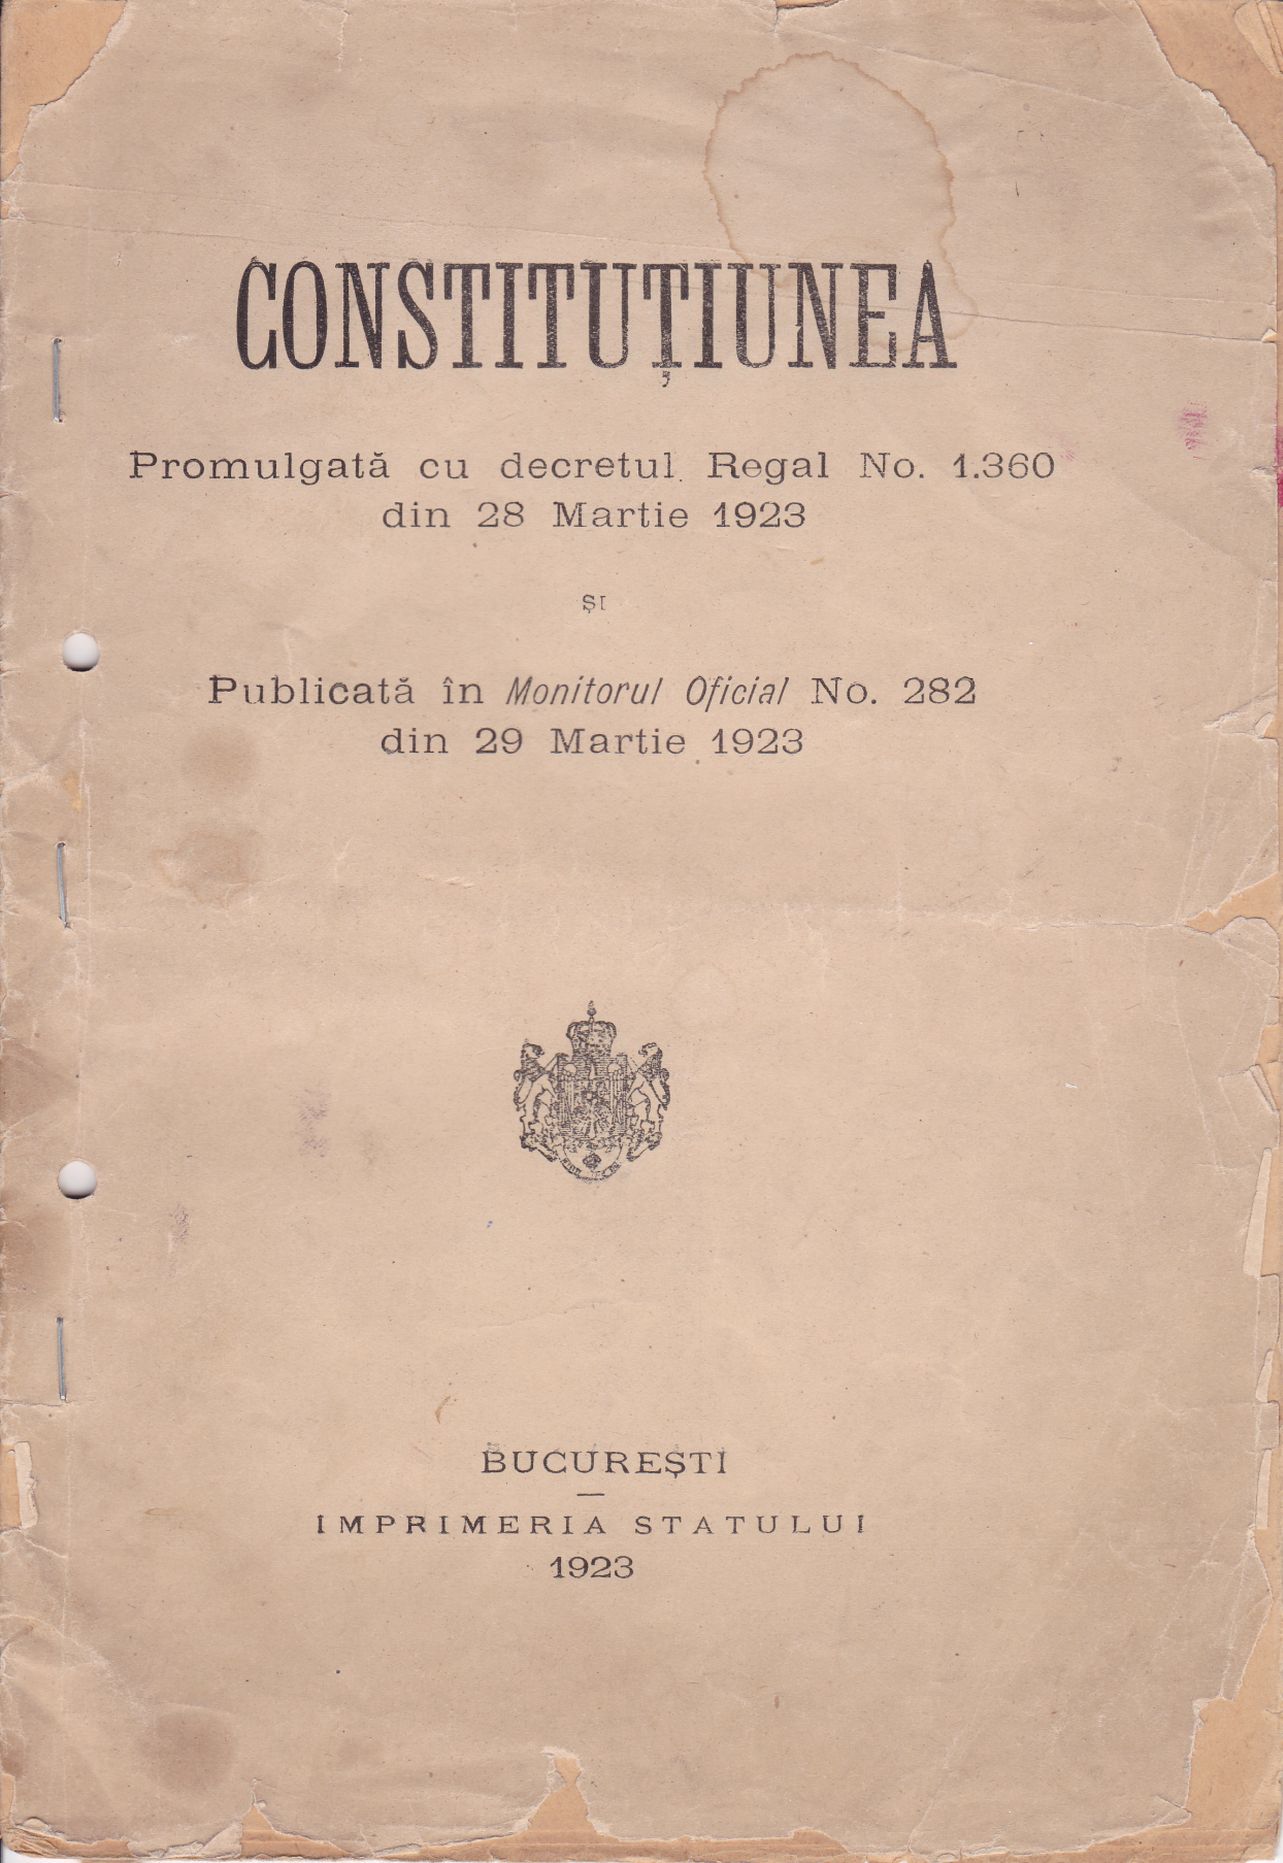 CONSTITUȚIUNEA
Promulgată cu decretul Regal No. 1.360
din 28 Martie 1923
ȘI
Publicată în Monitorul Oficial No. 282
din 29 Martie 1923
BUCUREȘTI
IMPRIMERIA STATULUI
1923